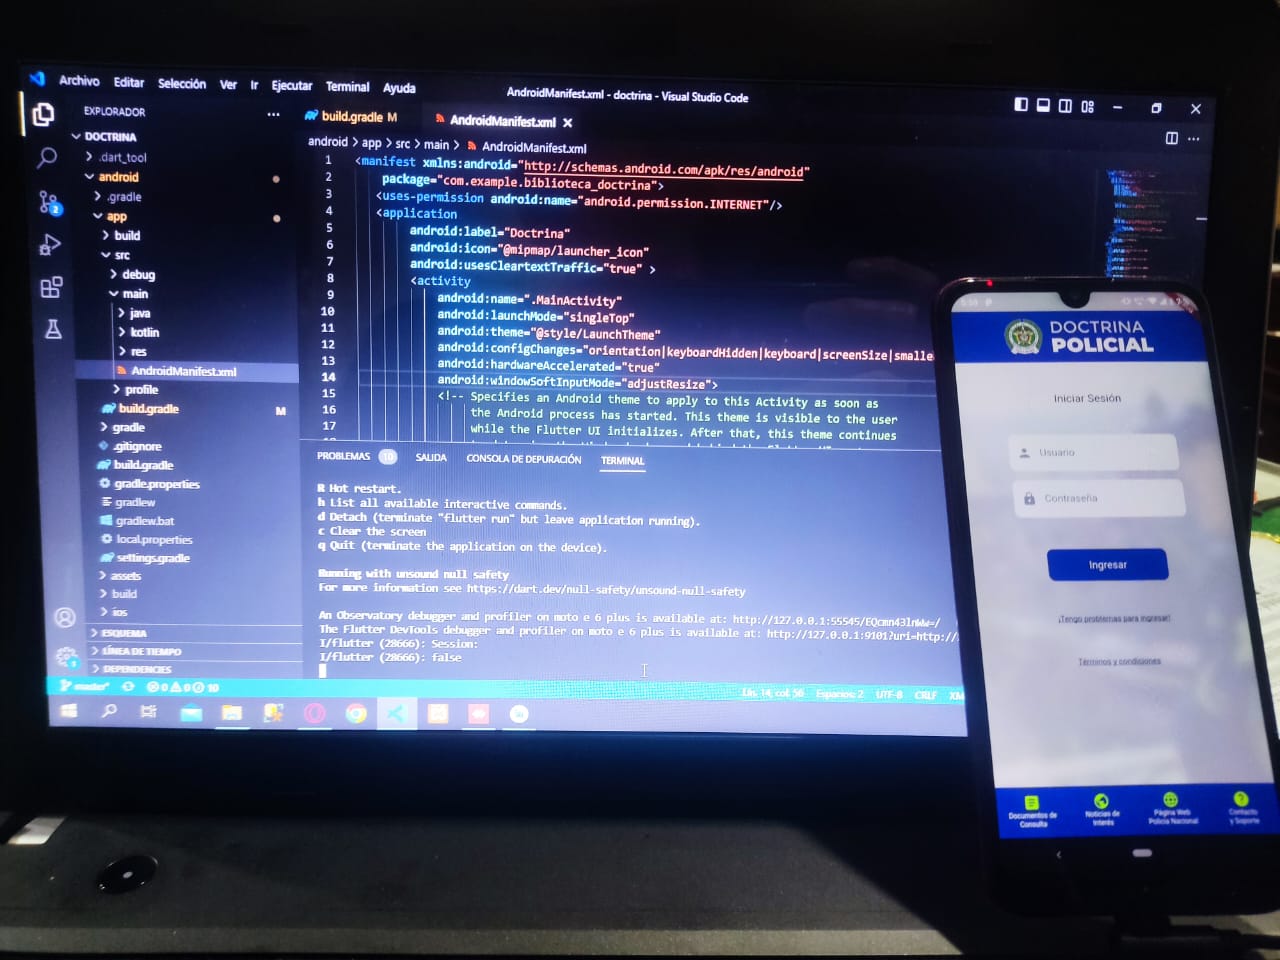 Archivo Editar Selección Ver Ir Ejecutar Terminal Ayuda
AndroidManifest.xml - doctrina - Visual Studio Code
EXPLORADOR
DOCTRINA
.dart_tool
android
.gradle
app
build
src
debug
main
java
kotlin
res
AndroidManifest.xml
profile
build.gradle M
gradle
.gitignore
build.gradle
gradle.properties
gradlew
gradlew.bat
local.properties
settings.gradle
assets
build
ios
ESQUEMA
LÍNEA DE TIEMPO
DEPENDENCIES
build.gradle M AndroidManifest.xml
android > app > src > main > AndroidManifest.xml
1 <manifest xmlns:android="http://schemas.android.com/apk/res/android"
2 package="com.example.biblioteca_doctrina">
3 <uses-permission android:name="android.permission.INTERNET"/>
4 <application
5 android:label="Doctrina"
6 android:icon="@mipmap/launcher_icon"
7 android:usesCleartextTraffic="true" >
8 <activity
9 android:name=".MainActivity"
10 android:launchMode="singleTop"
11 android:theme="@style/LaunchTheme"
12 android:configChanges="orientation|keyboardHidden|keyboard|screenSize|smalle
13 android:hardwareAccelerated="true"
14 android:windowSoftInputMode="adjustResize">
15 <!-- Specifies an Android theme to apply to this Activity as soon as
16 the Android process has started. This theme is visible to the user
17 while the Flutter UI initializes. After that, this theme continues
PROBLEMAS 10 SALIDA CONSOLA DE DEPURACIÓN TERMINAL
R Hot restart.
h List all available interactive commands.
d Detach (terminate "flutter run" but leave application running).
c Clear the screen
q Quit (terminate the application on the device).
Running with unsound null safety
For more information see https://dart.dev/null-safety/unsound-null-safety
An Observatory debugger and profiler on moto e 6 plus is available at: http://127.0.0.1:55545/EQcmn43lnWw=/
The Flutter DevTools debugger and profiler on moto e 6 plus is available at: http://127.0.0.1:9101?uri=http://
I/flutter (28666): Session:
I/flutter (28666): false
master* 0 0 10 Lín. 14, col. 56 Espacios: 2 UTF-8 CRLF XM
DOCTRINA
POLICIAL
Iniciar Sesión
Usuario
Contraseña
Ingresar
¡Tengo problemas para ingresar!
Términos y condiciones
Documentos de Consulta
Noticias de Interés
Página Web Policía Nacional
Contacto y Soporte